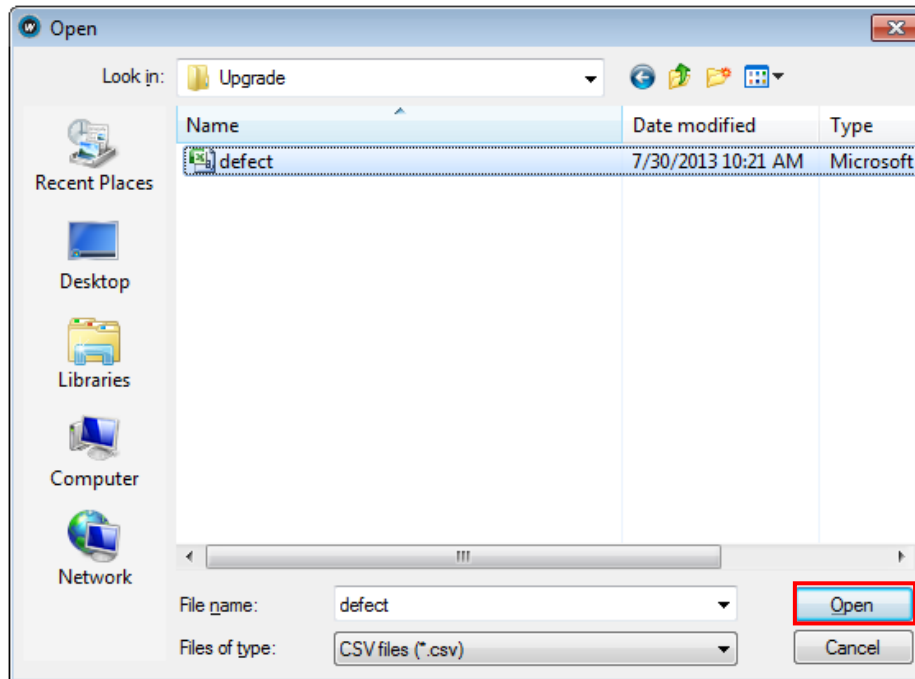 Open
Look in: Upgrade
Name Date modified Type
defect 7/30/2013 10:21 AM Microsoft
Recent Places
Desktop
Libraries
Computer
Network
File name: defect Open
Files of type: CSV files (*.csv) Cancel